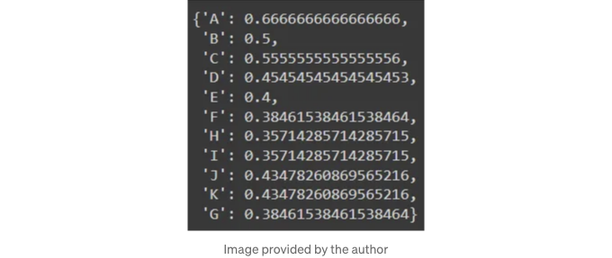 {'A': 0.6666666666666666,
'B': 0.5,
'C': 0.5555555555555556,
'D': 0.45454545454545453,
'E': 0.4,
'F': 0.38461538461538464,
'H': 0.35714285714285715,
'I': 0.35714285714285715,
'J': 0.43478260869565216,
'K': 0.43478260869565216,
'G': 0.38461538461538464}
Image provided by the author